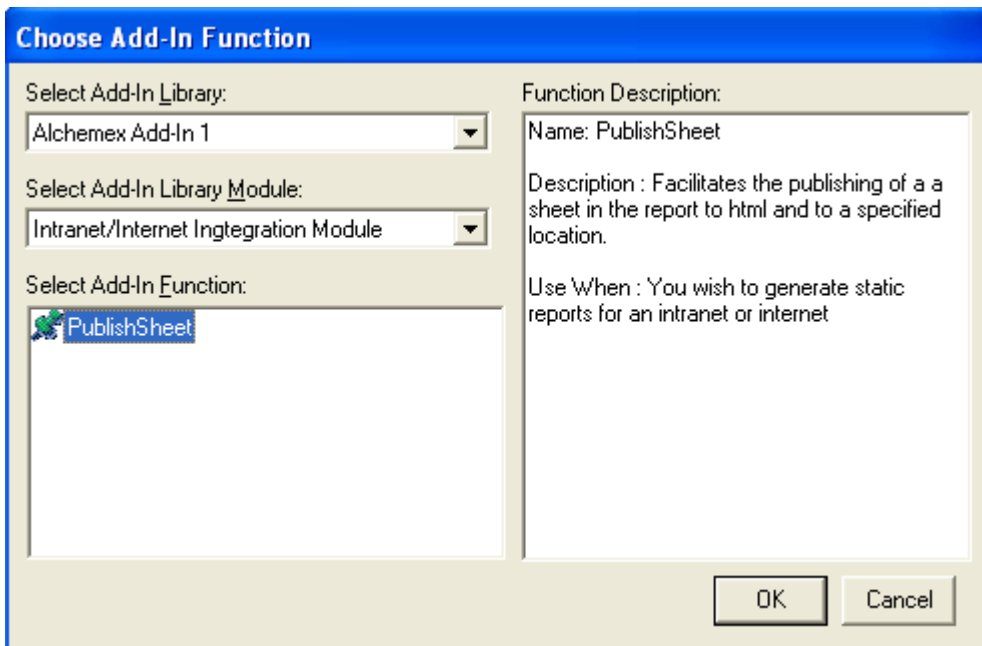 Choose Add-In Function
Select Add-In Library:
Alchemex Add-In 1
Select Add-In Library Module:
Intranet/Internet Ingtegration Module
Select Add-In Function:
PublishSheet
Function Description:
Name: PublishSheet
Description : Facilitates the publishing of a a
sheet in the report to html and to a specified
location.
Use When : You wish to generate static
reports for an intranet or internet
OK
Cancel